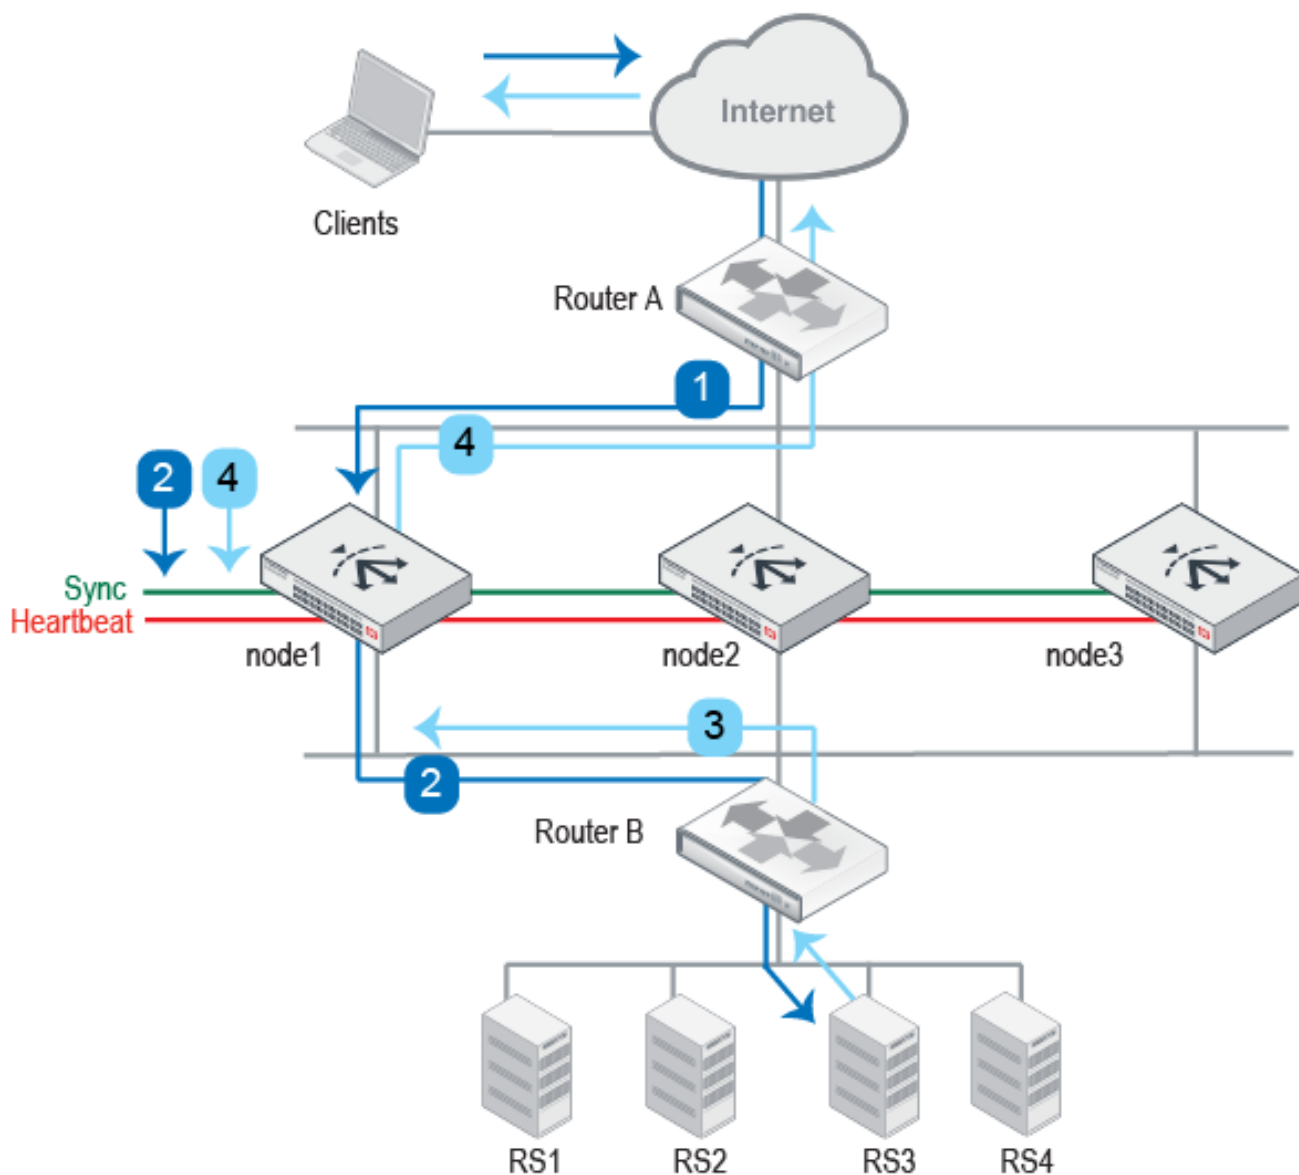 Internet
Clients
Router A
1
4
2
4
Sync
Heartbeat
node1
node2
node3
3
2
Router B
RS1
RS2
RS3
RS4